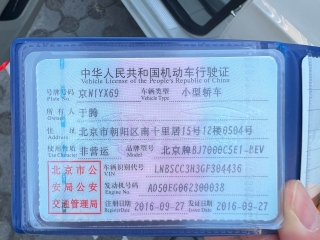 中华人民共和国机动车行驶证
Vehicle License of the People's Republic of China
号牌号码 京N1YX69 车辆类型 小型轿车
Plate No. Vehicle Type
所有人 于腾
Owner
住址 北京市朝阳区南十里居15号12楼0504号
Address
使用性质 非营运 品牌型号 北京牌BJ7000C5E1-BEV
Use Character Model
北京市公安局公安交通管理局
车辆识别代号 LNBSCC3H3GF304436
VIN
发动机号码 AD50EG062300038
Engine No.
注册日期 2016-09-27 发证日期 2016-09-27
Register Date Issue Date